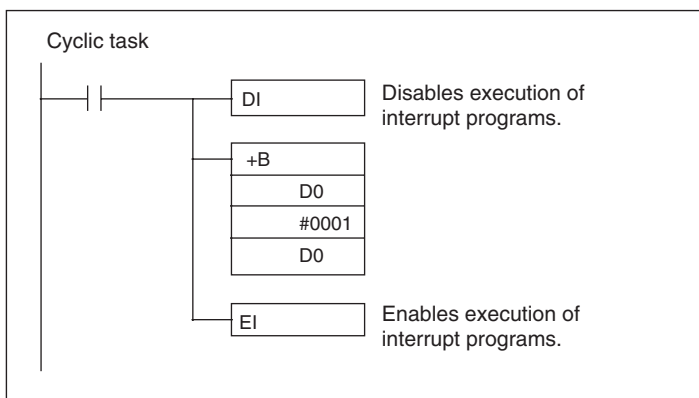 Cyclic task
DI
Disables execution of
interrupt programs.
+B
D0
#0001
D0
EI
Enables execution of
interrupt programs.